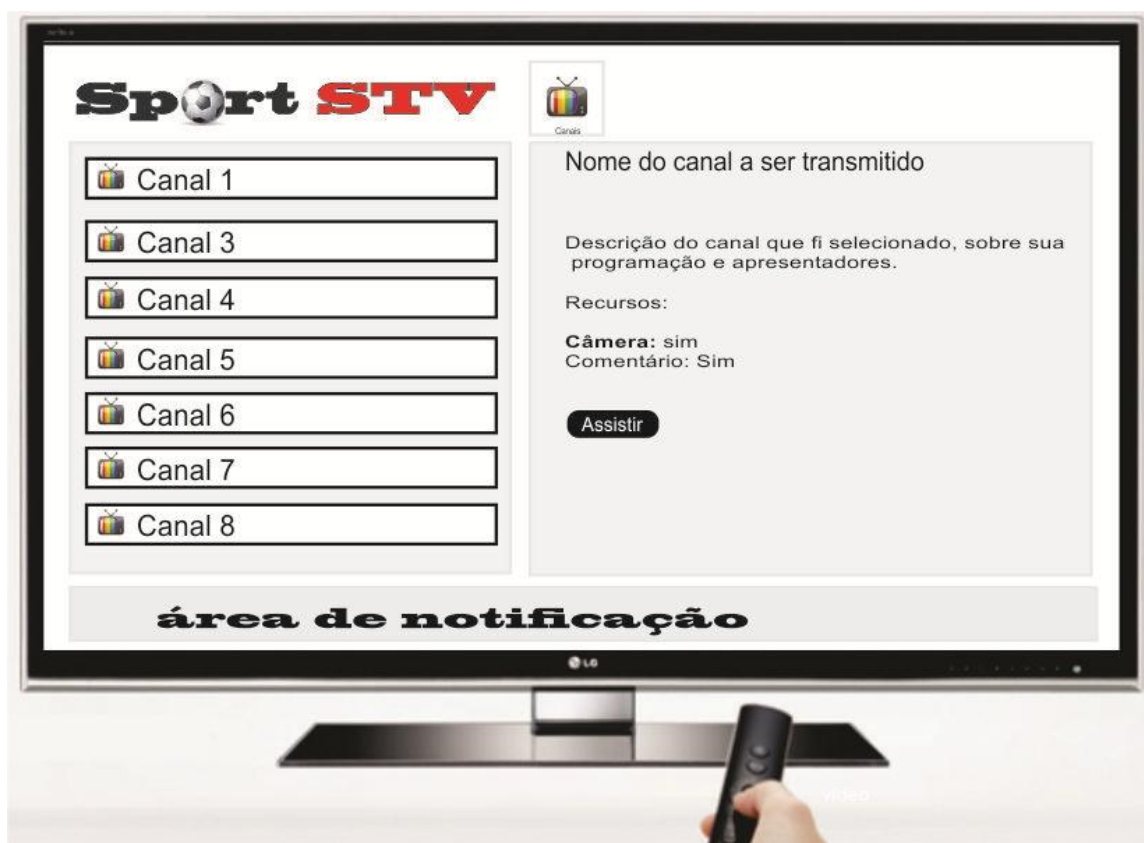 Sport STV
Canais
Canal 1
Canal 3
Canal 4
Canal 5
Canal 6
Canal 7
Canal 8
Nome do canal a ser transmitido
Descrição do canal que fi selecionado, sobre sua
programação e apresentadores.
Recursos:
Câmera: sim
Comentário: Sim
Assistir
área de notificação
LG
vídeo